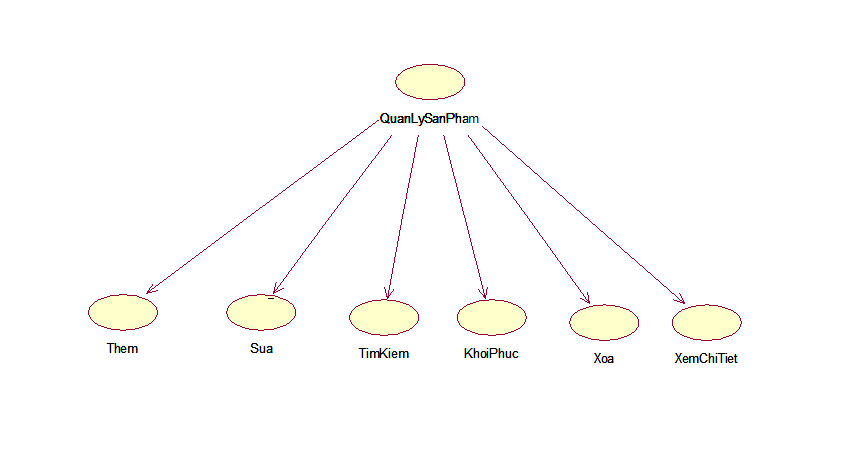 QuanLySanPham
Them
Sua
TimKiem
KhoiPhuc
Xoa
XemChiTiet